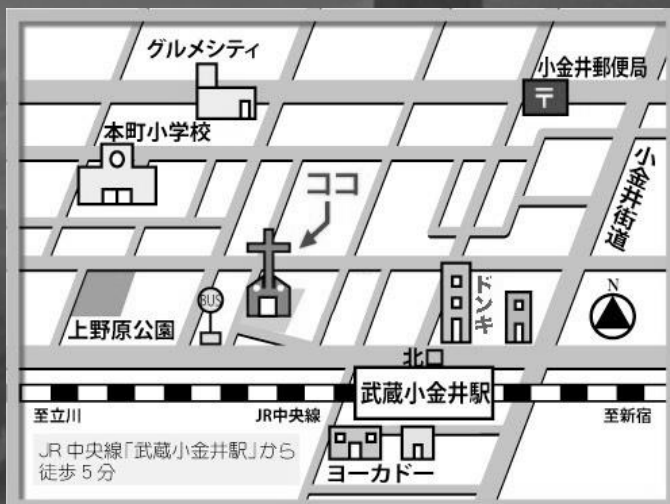 グルメシティ
小金井郵便局
〒
本町小学校
ココ
小金井街道
BUS
ドンキ
N
上野原公園
北口
武蔵小金井駅
至立川
JR中央線
至新宿
JR中央線「武蔵小金井駅」から
徒歩5分
ヨーカドー